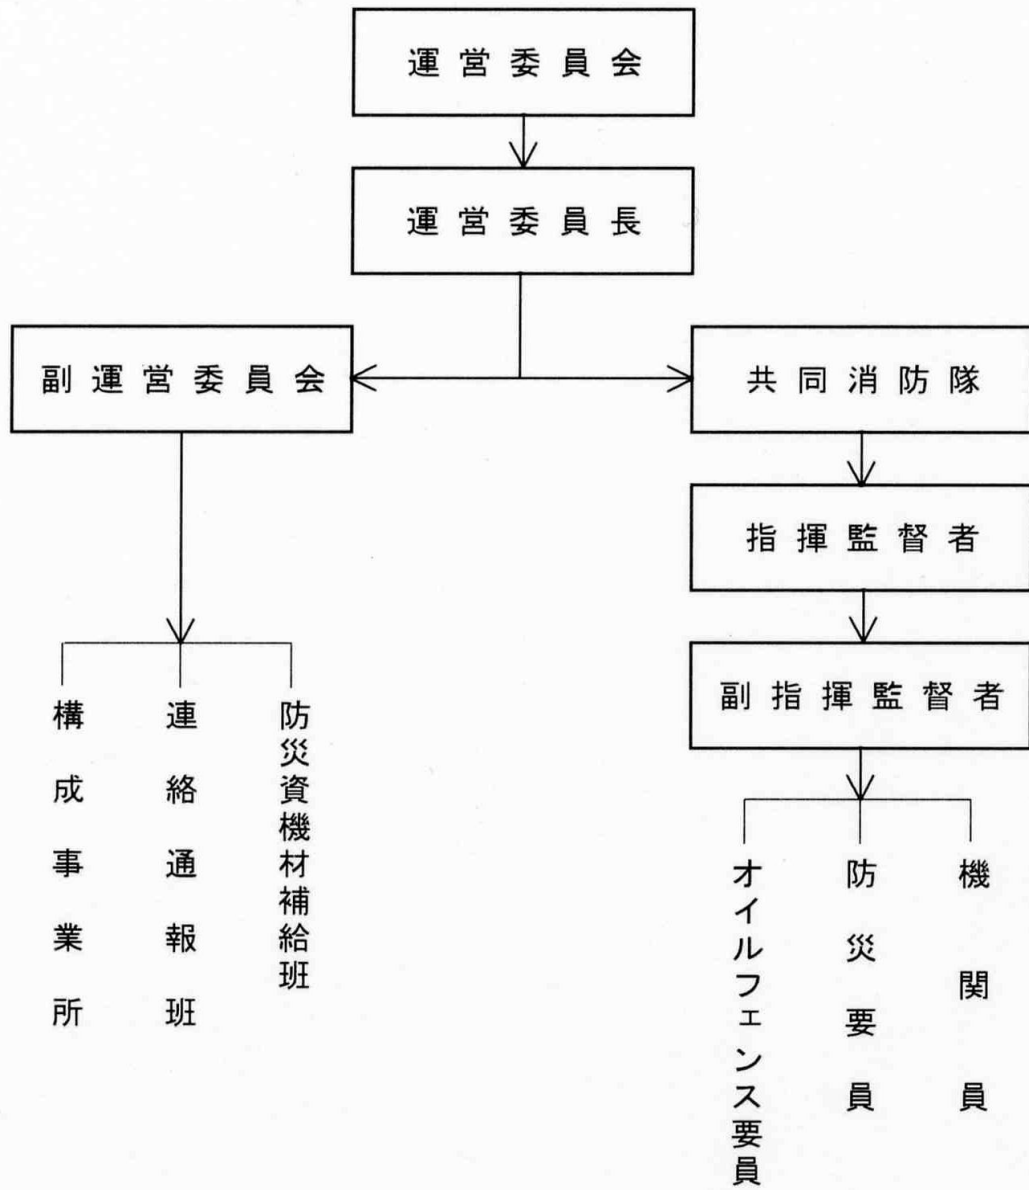 運営委員会
運営委員長
副運営委員会
共同消防隊
指揮監督者
副指揮監督者
構成事業所
連絡通報班
防災資機材補給班
オイルフェンス要員
防災要員
機関員